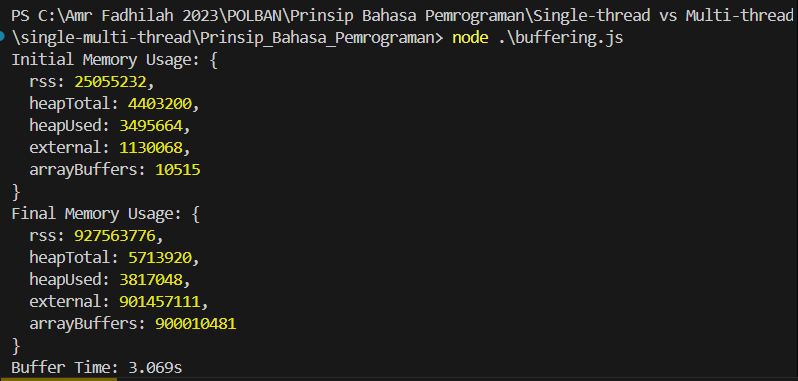 PS C:\Amr Fadhilah 2023\POLBAN\Prinsip Bahasa Pemrograman\Single-thread vs Multi-thread
\single-multi-thread\Prinsip_Bahasa_Pemrograman> node .\buffering.js
Initial Memory Usage: {
  rss: 25055232,
  heapTotal: 4403200,
  heapUsed: 3495664,
  external: 1130068,
  arrayBuffers: 10515
}
Final Memory Usage: {
  rss: 927563776,
  heapTotal: 5713920,
  heapUsed: 3817048,
  external: 901457111,
  arrayBuffers: 900010481
}
Buffer Time: 3.069s